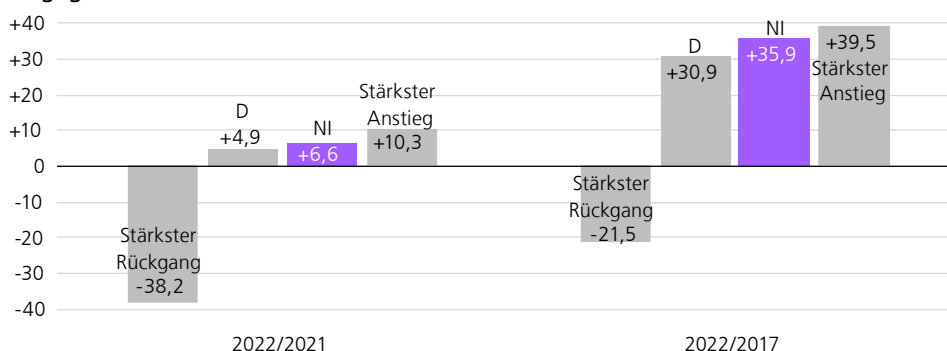 +40
+30
+20
+10
0
-10
-20
-30
-40
Stärkster
Rückgang
-38,2
D
+4,9
NI
+6,6
Stärkster
Anstieg
+10,3
Stärkster
Rückgang
-21,5
D
+30,9
NI
+35,9
+39,5
Stärkster
Anstieg
2022/2021
2022/2017